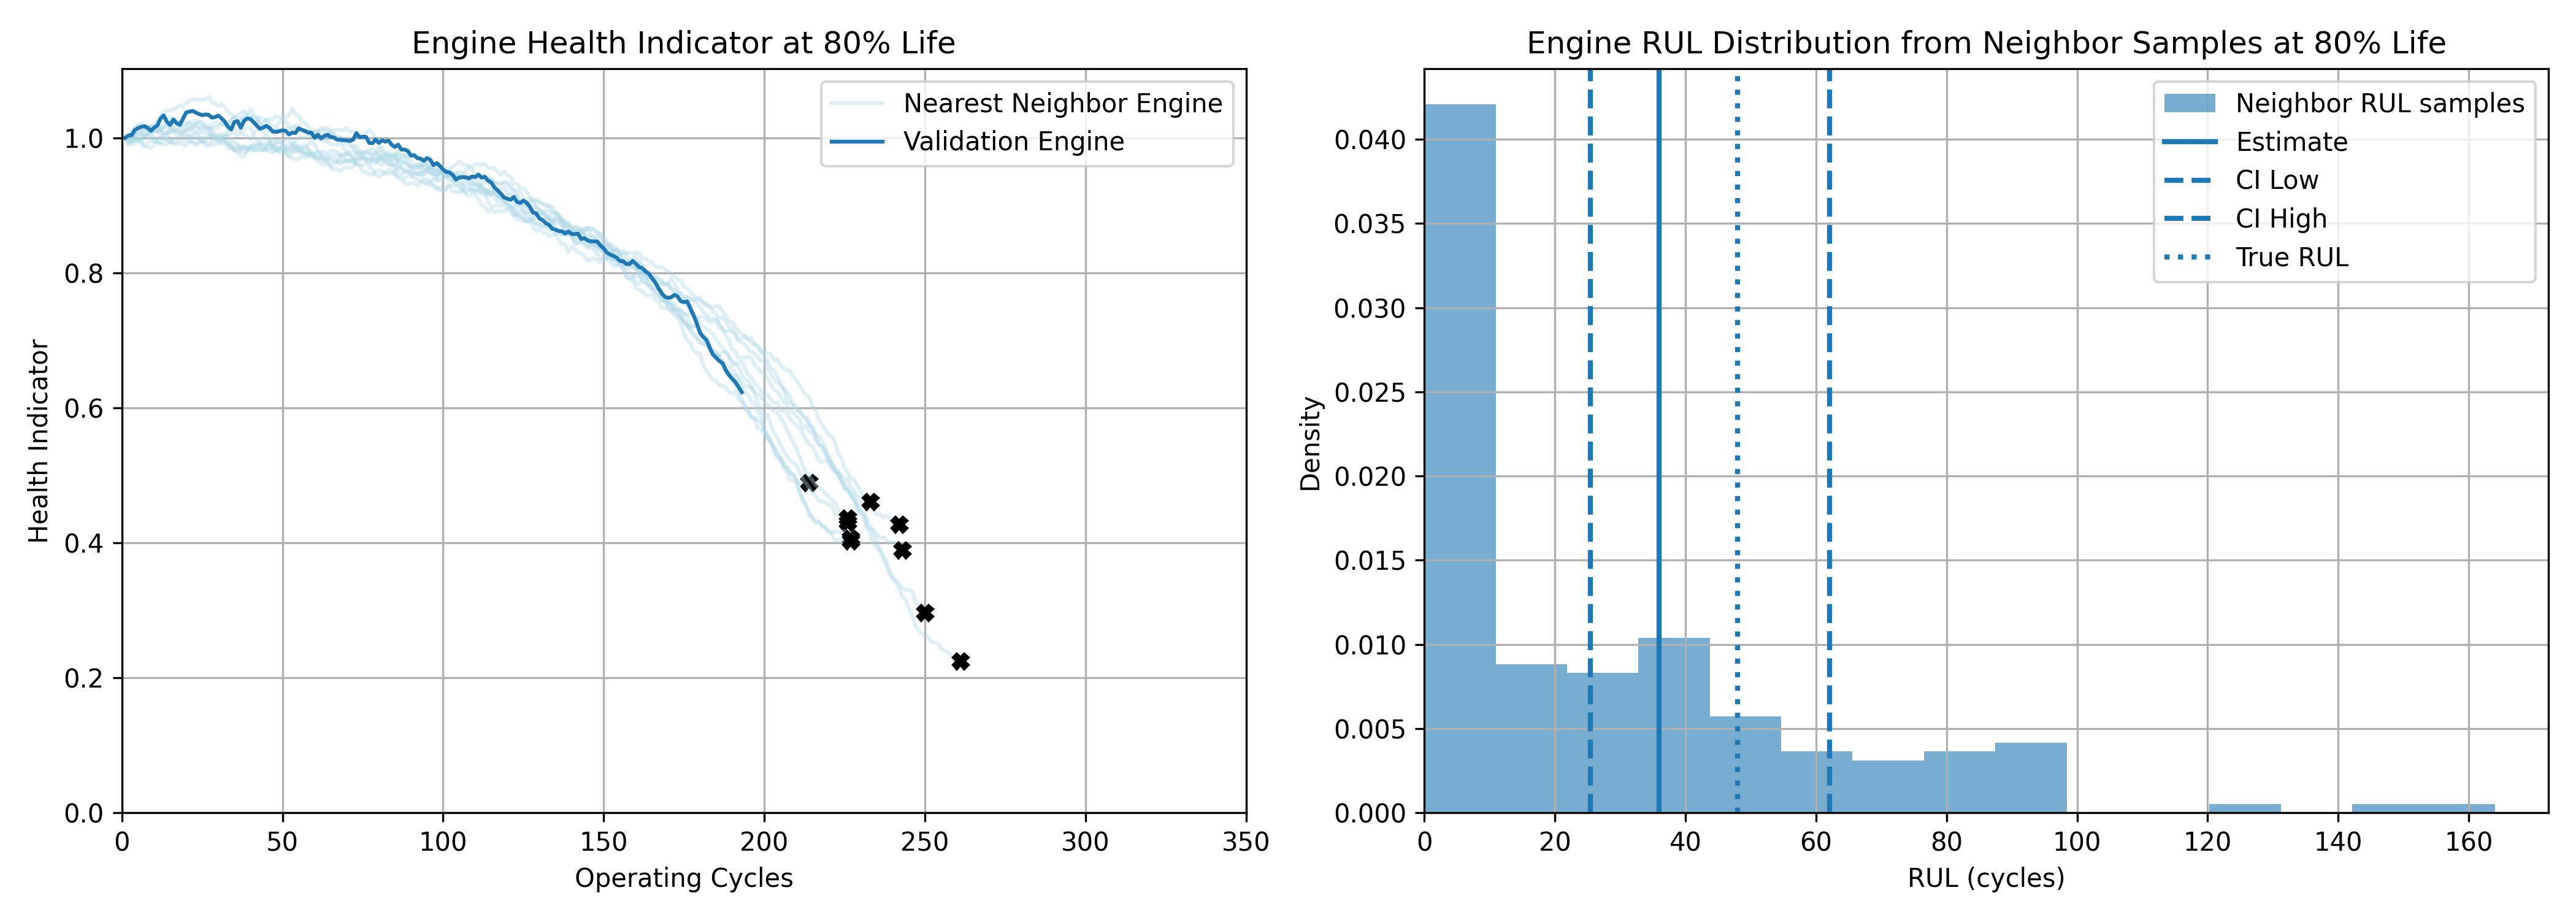 Engine Health Indicator at 80% Life
Nearest Neighbor Engine
Validation Engine
1.0
0.8
0.6
0.4
0.2
0.0
Health Indicator
0 50 100 150 200 250 300 350
Operating Cycles
Engine RUL Distribution from Neighbor Samples at 80% Life
Neighbor RUL samples
Estimate
CI Low
CI High
True RUL
0.040
0.035
0.030
0.025
0.020
0.015
0.010
0.005
0.000
Density
0 20 40 60 80 100 120 140 160
RUL (cycles)